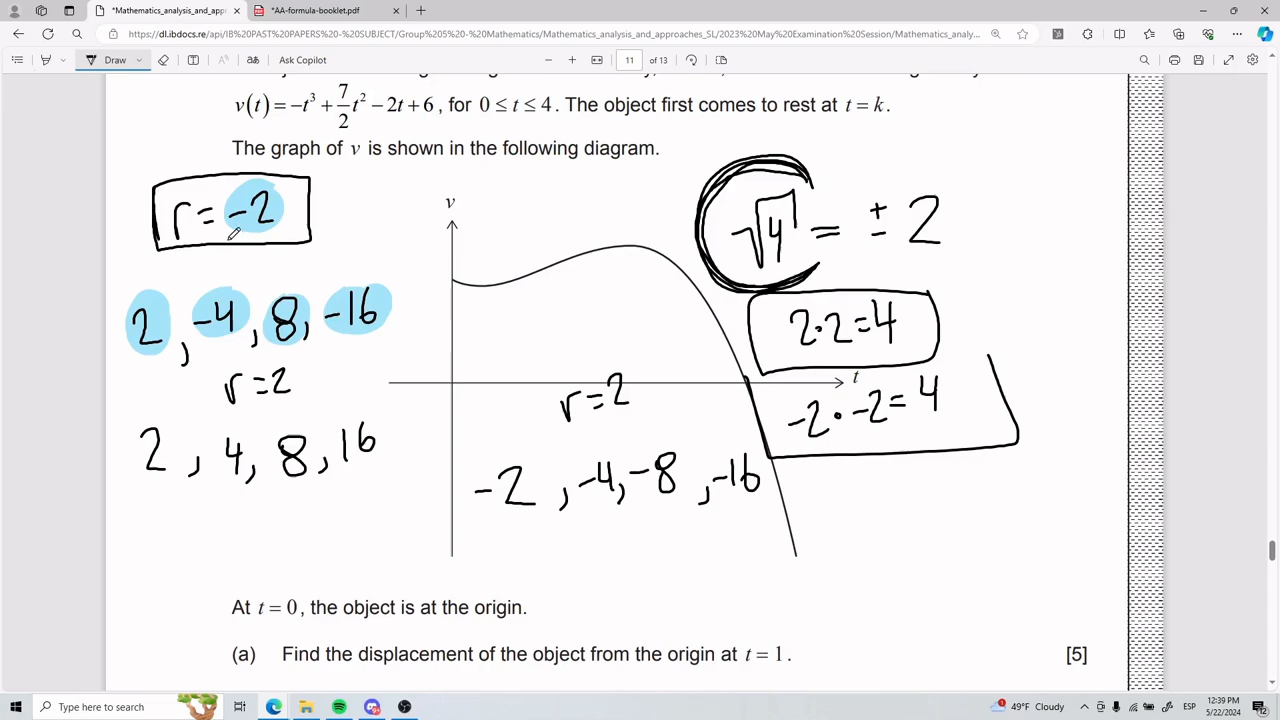 *Mathematics_analysis_and_appr
*AA-formula-booklet.pdf
https://dl.ibdocs.re/api/IB%20PAST%20PAPERS%20-%20SUBJECT/Group%205%20-%20Mathematics/Mathematics_analysis_and_approaches_SL/2023%20May%20Examination%20Session/Mathematics_analy...
Draw
Ask Copilot
11
of 13
v(t) = −t³ + 7/2 t² − 2t + 6, for 0 ≤ t ≤ 4. The object first comes to rest at t = k.
The graph of v is shown in the following diagram.
r = -2
v
√4 = ± 2
2, -4, 8, -16
2·2=4
t
r=2
r=2
-2·-2=4
2, 4, 8, 16
-2, -4, -8, -16
At t = 0, the object is at the origin.
(a) Find the displacement of the object from the origin at t = 1. [5]
Type here to search
49°F Cloudy
ESP
12:39 PM
5/22/2024